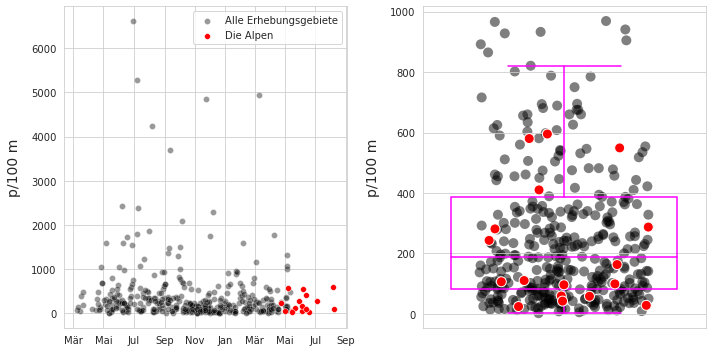 Alle Erhebungsgebiete
Die Alpen
p/100 m
6000
5000
4000
3000
2000
1000
0
Mär Mai Jul Sep Nov Jan Mär Mai Jul Sep
p/100 m
1000
800
600
400
200
0